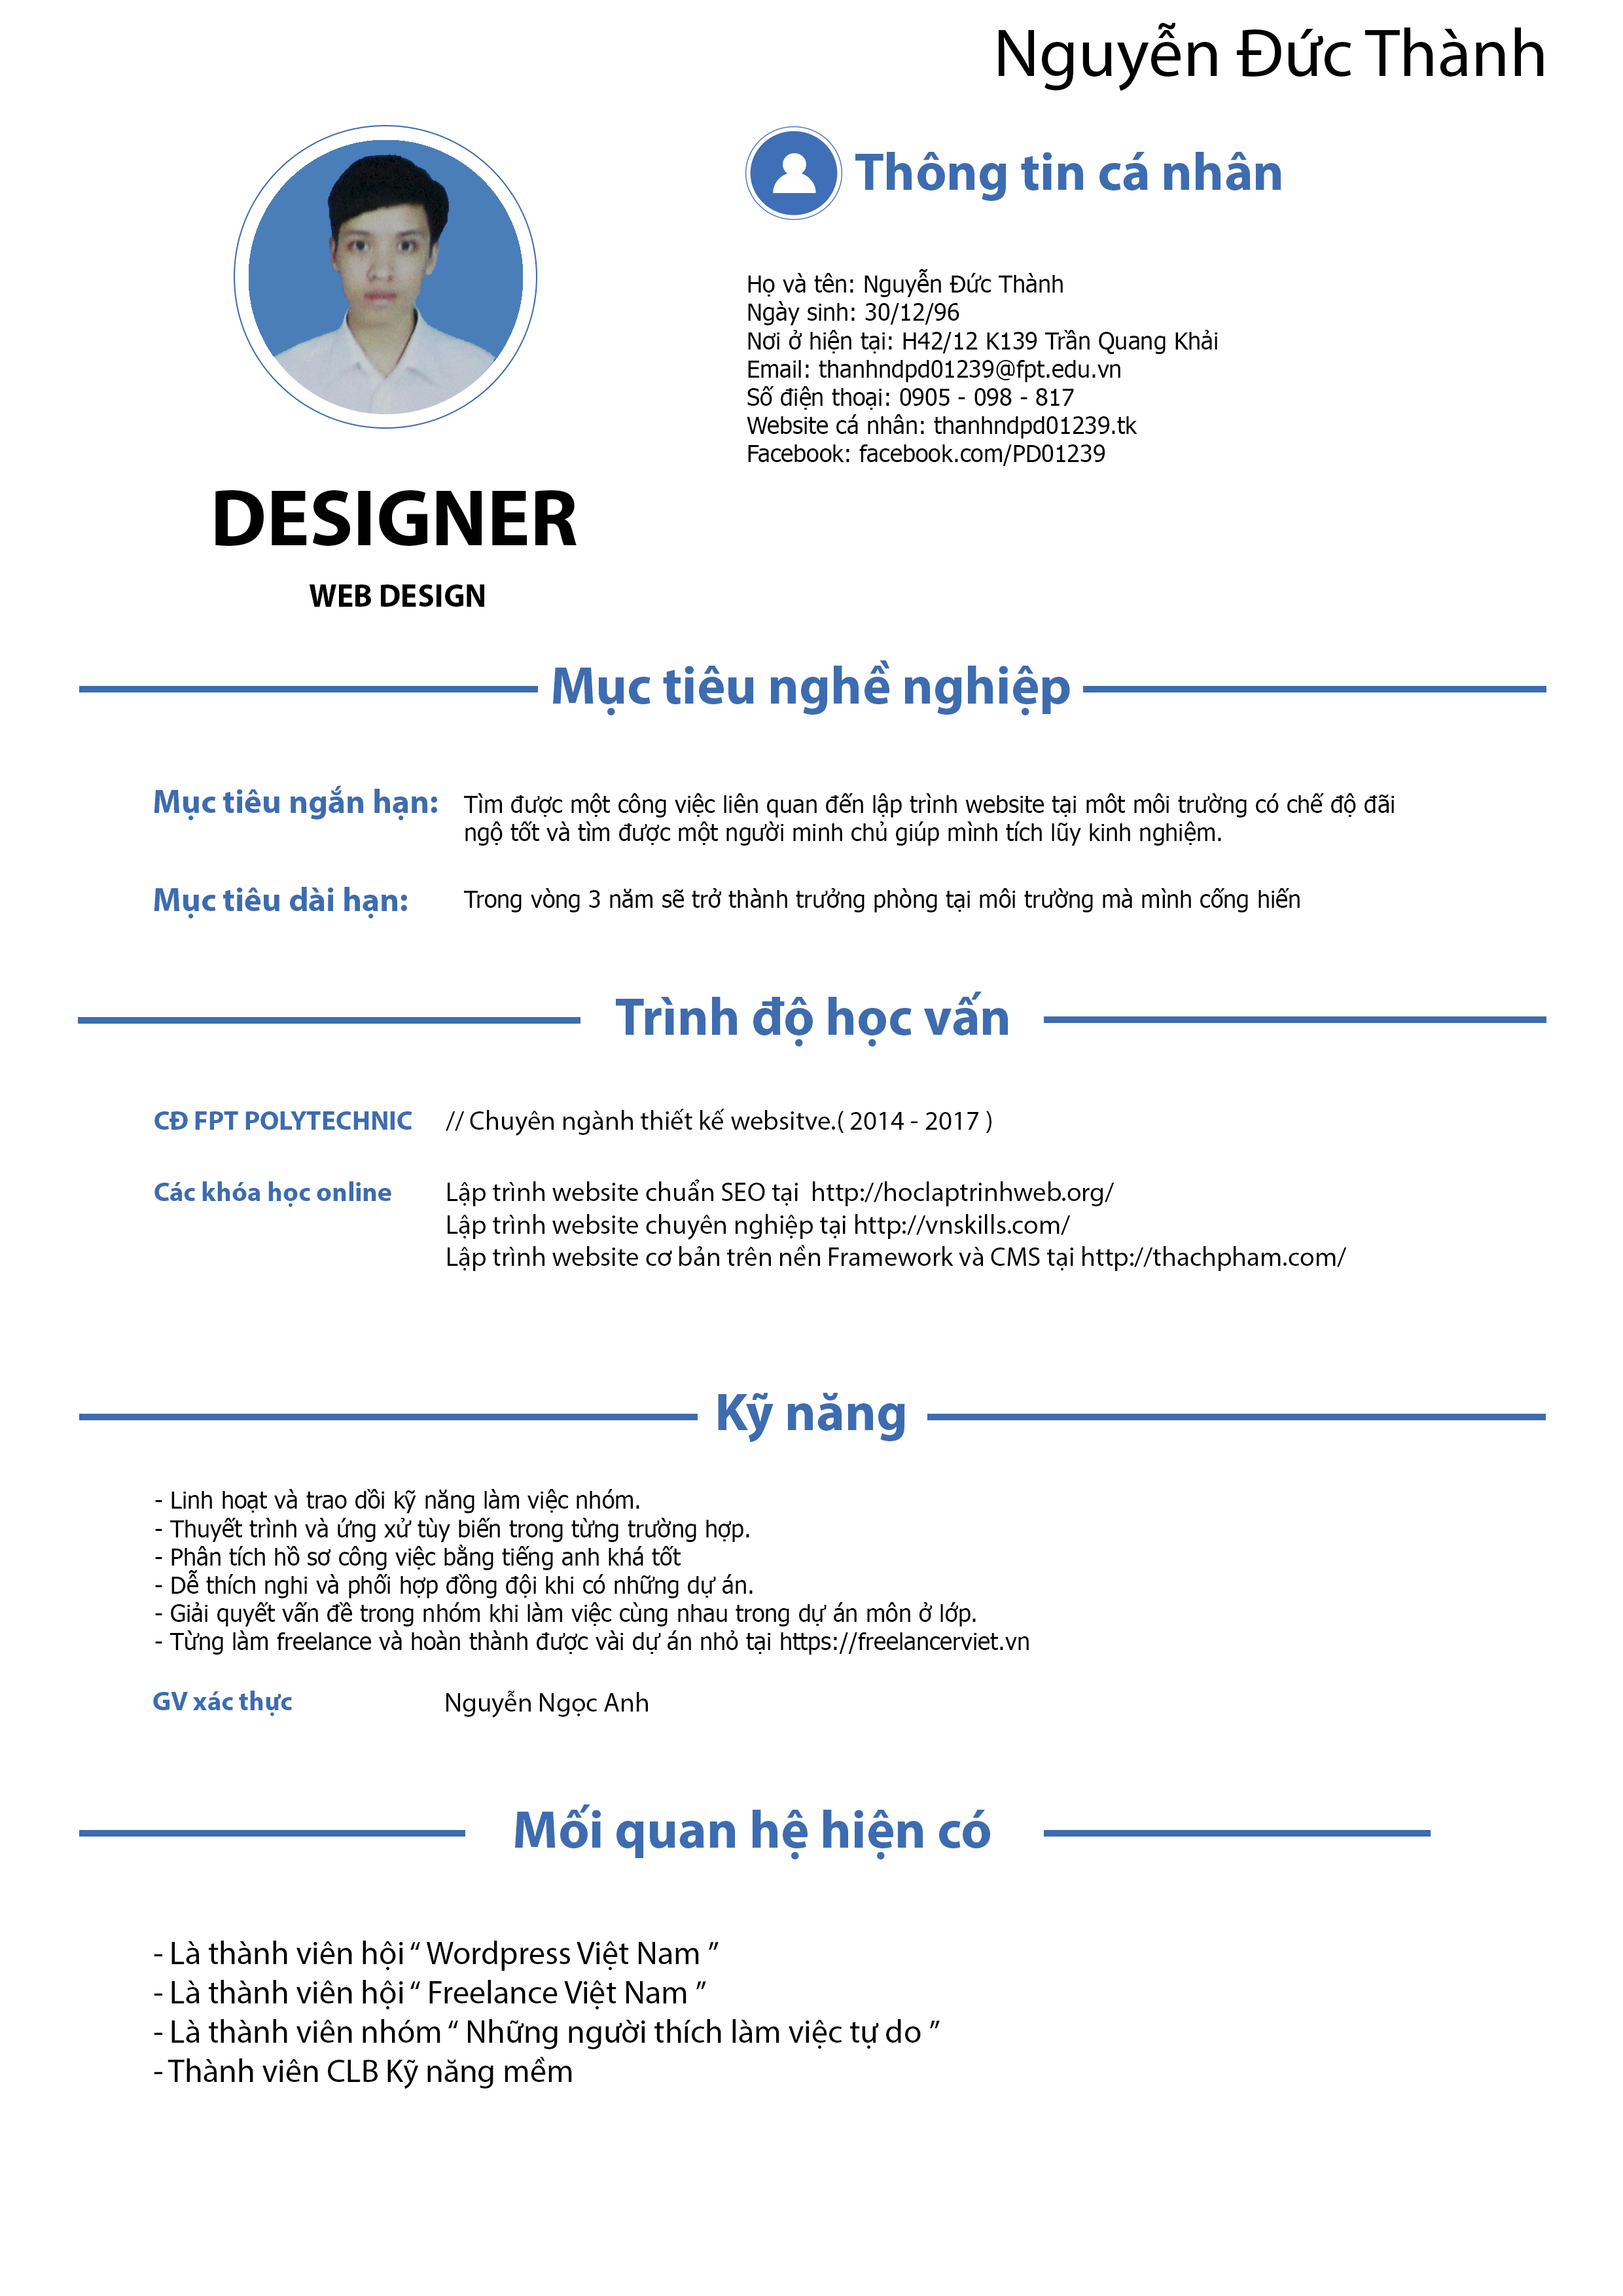 Nguyễn Đức Thành
Thông tin cá nhân
Họ và tên: Nguyễn Đức Thành
Ngày sinh: 30/12/96
Nơi ở hiện tại: H42/12 K139 Trần Quang Khải
Email: thanhndpd01239@fpt.edu.vn
Số điện thoại: 0905 - 098 - 817
Website cá nhân: thanhndpd01239.tk
Facebook: facebook.com/PD01239
DESIGNER
WEB DESIGN
Mục tiêu nghề nghiệp
Mục tiêu ngắn hạn: Tìm được một công việc liên quan đến lập trình website tại môt môi trường có chế độ đãi
ngộ tốt và tìm được một người minh chủ giúp mình tích lũy kinh nghiệm.
Mục tiêu dài hạn: Trong vòng 3 năm sẽ trở thành trưởng phòng tại môi trường mà mình cống hiến
Trình độ học vấn
CĐ FPT POLYTECHNIC // Chuyên ngành thiết kế websitve.( 2014 - 2017 )
Các khóa học online Lập trình website chuẩn SEO tại  http://hoclaptrinhweb.org/
Lập trình website chuyên nghiệp tại http://vnskills.com/
Lập trình website cơ bản trên nền Framework và CMS tại http://thachpham.com/
Kỹ năng
- Linh hoạt và trao dồi kỹ năng làm việc nhóm.
- Thuyết trình và ứng xử tùy biến trong từng trường hợp.
- Phân tích hồ sơ công việc bằng tiếng anh khá tốt
- Dễ thích nghi và phối hợp đồng đội khi có những dự án.
- Giải quyết vấn đề trong nhóm khi làm việc cùng nhau trong dự án môn ở lớp.
- Từng làm freelance và hoàn thành được vài dự án nhỏ tại https://freelancerviet.vn
GV xác thực Nguyễn Ngọc Anh
Mối quan hệ hiện có
- Là thành viên hội “ Wordpress Việt Nam ”
- Là thành viên hội “ Freelance Việt Nam ”
- Là thành viên nhóm “ Những người thích làm việc tự do ”
- Thành viên CLB Kỹ năng mềm